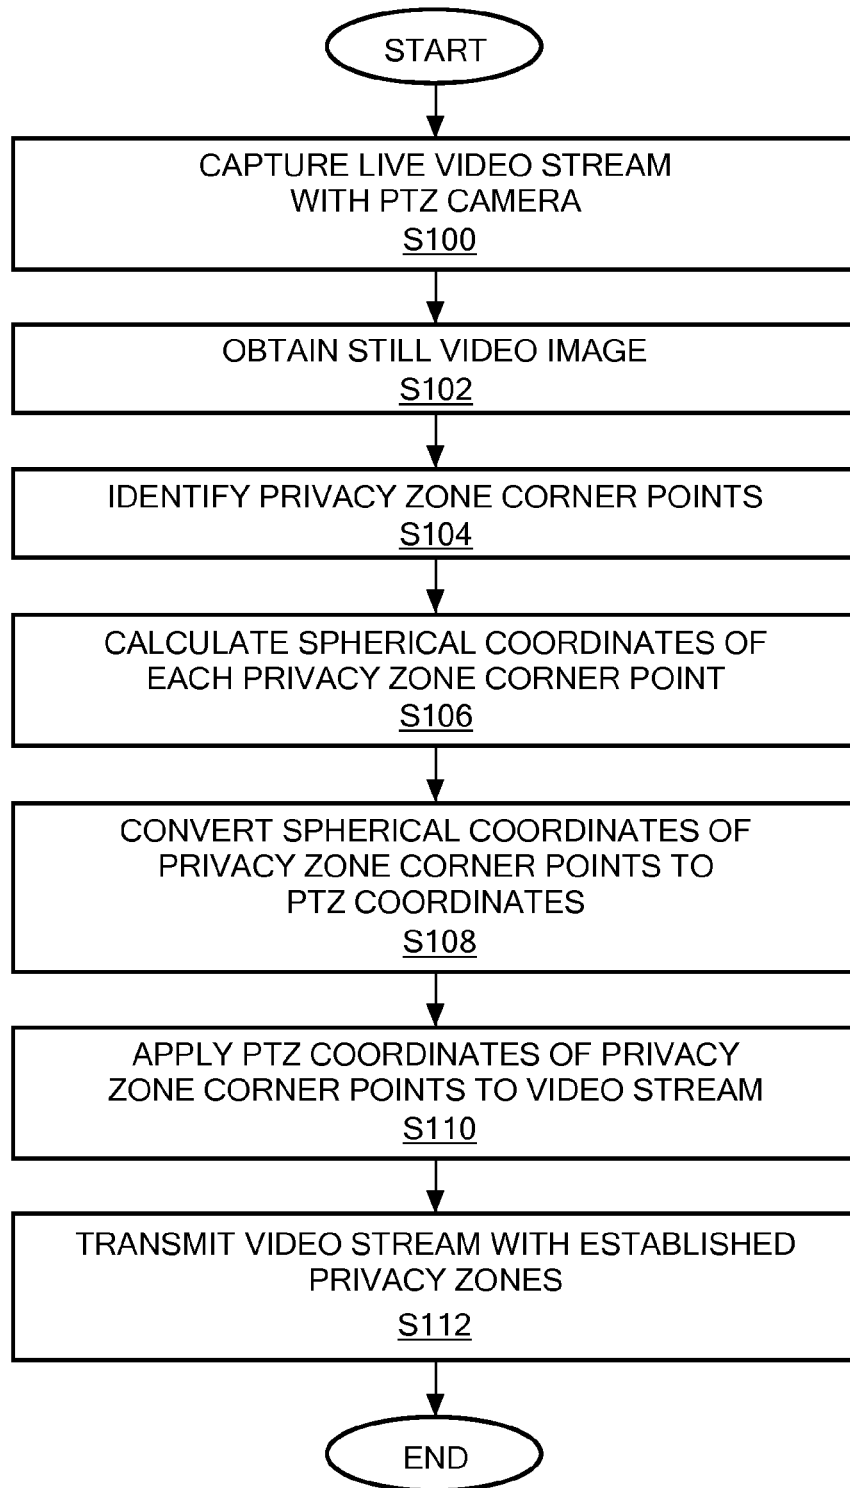 START
CAPTURE LIVE VIDEO STREAM
WITH PTZ CAMERA
S100
OBTAIN STILL VIDEO IMAGE
S102
IDENTIFY PRIVACY ZONE CORNER POINTS
S104
CALCULATE SPHERICAL COORDINATES OF
EACH PRIVACY ZONE CORNER POINT
S106
CONVERT SPHERICAL COORDINATES OF
PRIVACY ZONE CORNER POINTS TO
PTZ COORDINATES
S108
APPLY PTZ COORDINATES OF PRIVACY
ZONE CORNER POINTS TO VIDEO STREAM
S110
TRANSMIT VIDEO STREAM WITH ESTABLISHED
PRIVACY ZONES
S112
END